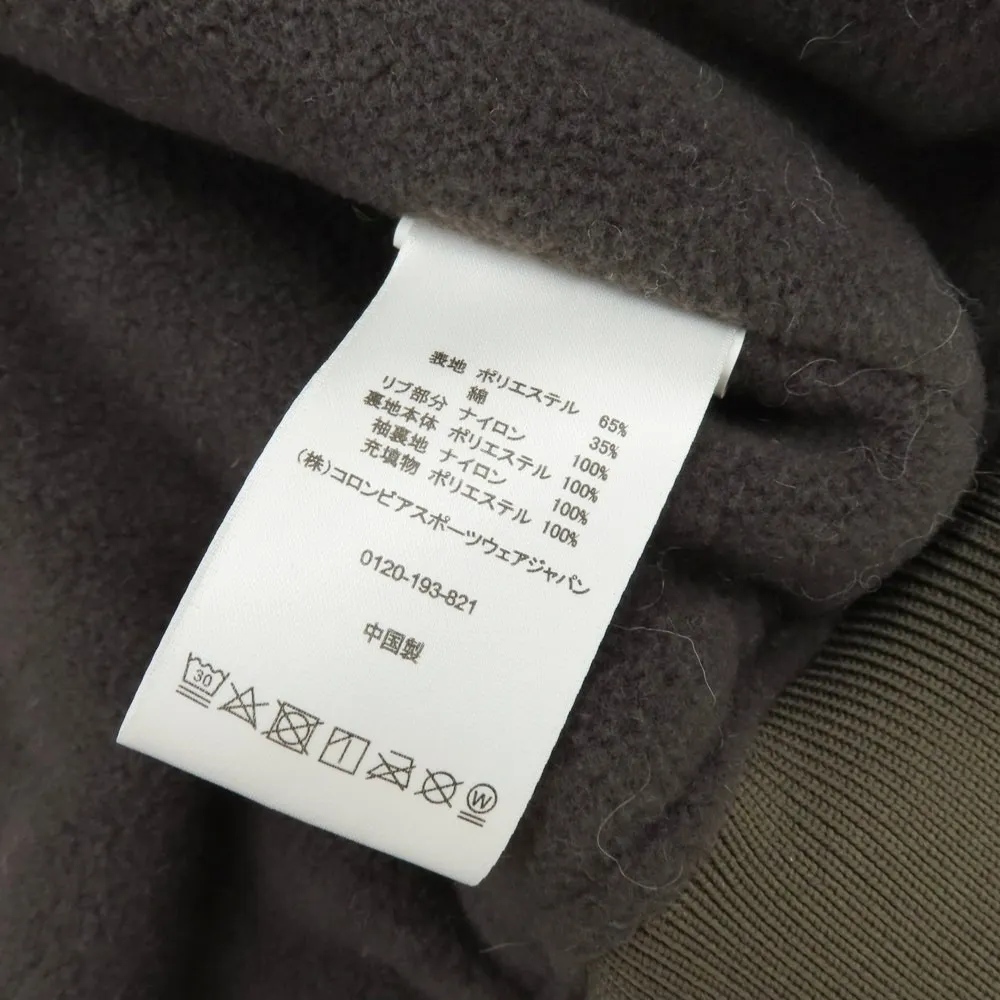 表地 ポリエステル 65%
綿 35%
リブ部分 ナイロン 100%
裏地本体 ポリエステル 100%
袖裏地 ナイロン 100%
充填物 ポリエステル 100%
(株)コロンビアスポーツウェアジャパン
0120-193-821
中国製
30
W